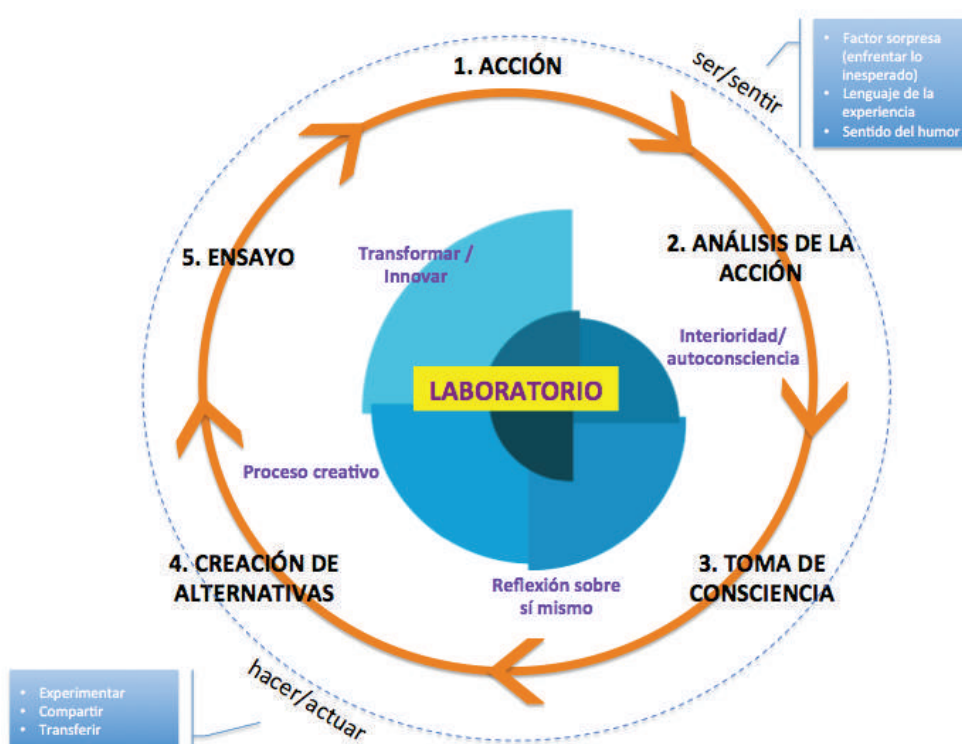 1. ACCIÓN
ser/sentir
• Factor sorpresa
(enfrentar lo
inesperado)
• Lenguaje de la
experiencia
• Sentido del humor
2. ANÁLISIS DE LA
ACCIÓN
5. ENSAYO
Transformar /
Innovar
Interioridad/
autoconsciencia
LABORATORIO
Proceso creativo
4. CREACIÓN DE
ALTERNATIVAS
3. TOMA DE
CONSCIENCIA
Reflexión sobre
sí mismo
hacer/actuar
• Experimentar
• Compartir
• Transferir